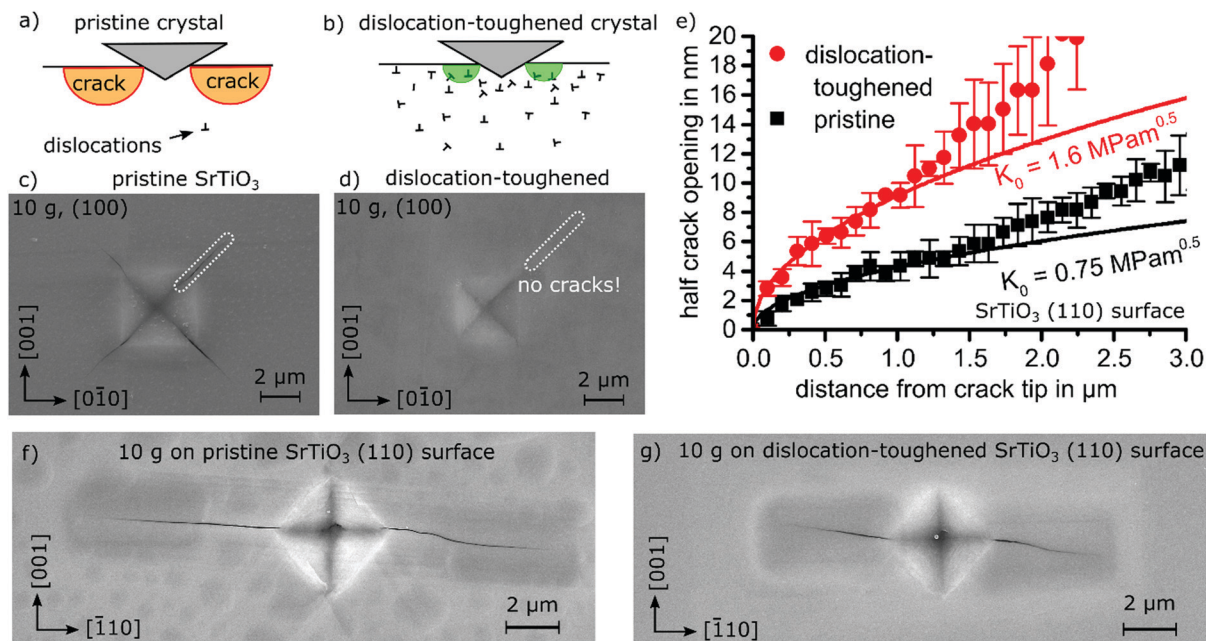 a) pristine crystal
crack crack
dislocations
b) dislocation-toughened crystal
c) pristine SrTiO₃
10 g, (100)
[001]
[01̄0]
2 µm
d) dislocation-toughened
10 g, (100)
no cracks!
[001]
[01̄0]
2 µm
e)
half crack opening in nm
20
18
16
14
12
10
8
6
4
2
0
dislocation-
toughened
pristine
K₀ = 1.6 MPam⁰·⁵
K₀ = 0.75 MPam⁰·⁵
SrTiO₃ (110) surface
0.0 0.5 1.0 1.5 2.0 2.5 3.0
distance from crack tip in µm
f) 10 g on pristine SrTiO₃ (110) surface
[001]
[1̄10]
2 µm
g) 10 g on dislocation-toughened SrTiO₃ (110) surface
[001]
[1̄10]
2 µm